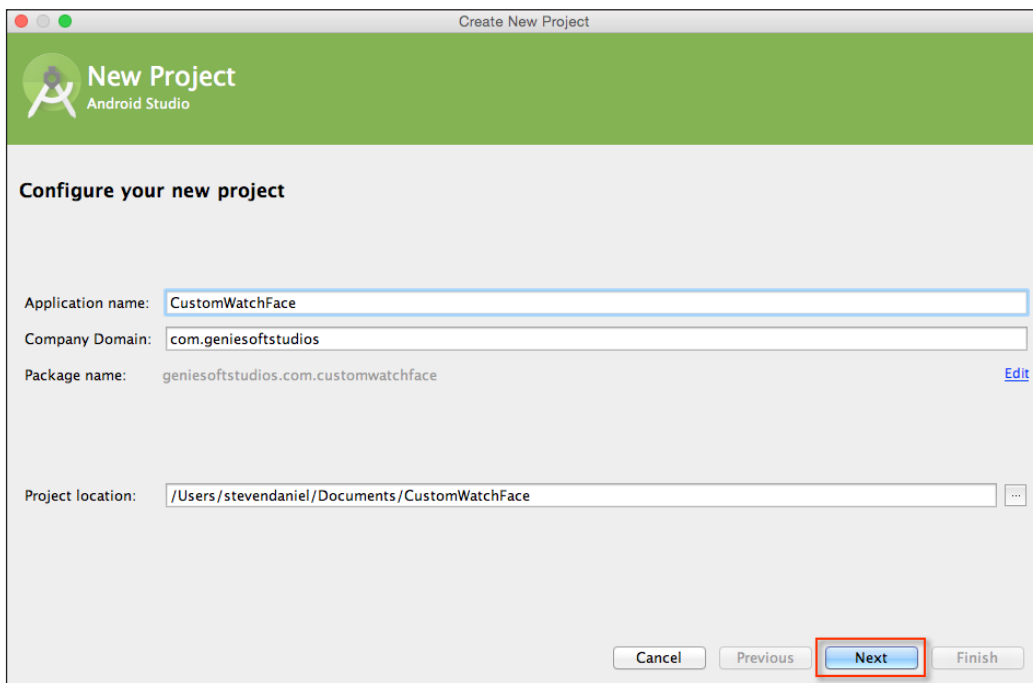 Create New Project
New Project
Android Studio
Configure your new project
Application name: CustomWatchFace
Company Domain: com.geniesoftstudios
Package name: geniesoftstudios.com.customwatchface Edit
Project location: /Users/stevendaniel/Documents/CustomWatchFace ...
Cancel Previous Next Finish